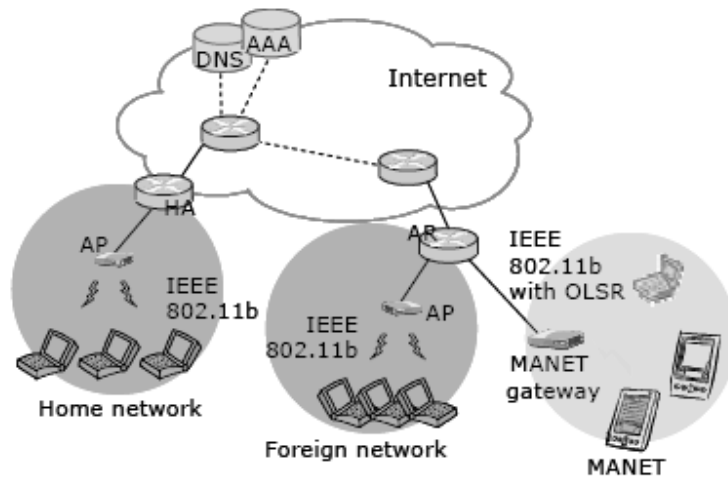 DNS
AAA
Internet
HA
AP
IEEE
802.11b
Home network
AR
AP
IEEE
802.11b
Foreign network
IEEE
802.11b
with OLSR
MANET
gateway
MANET